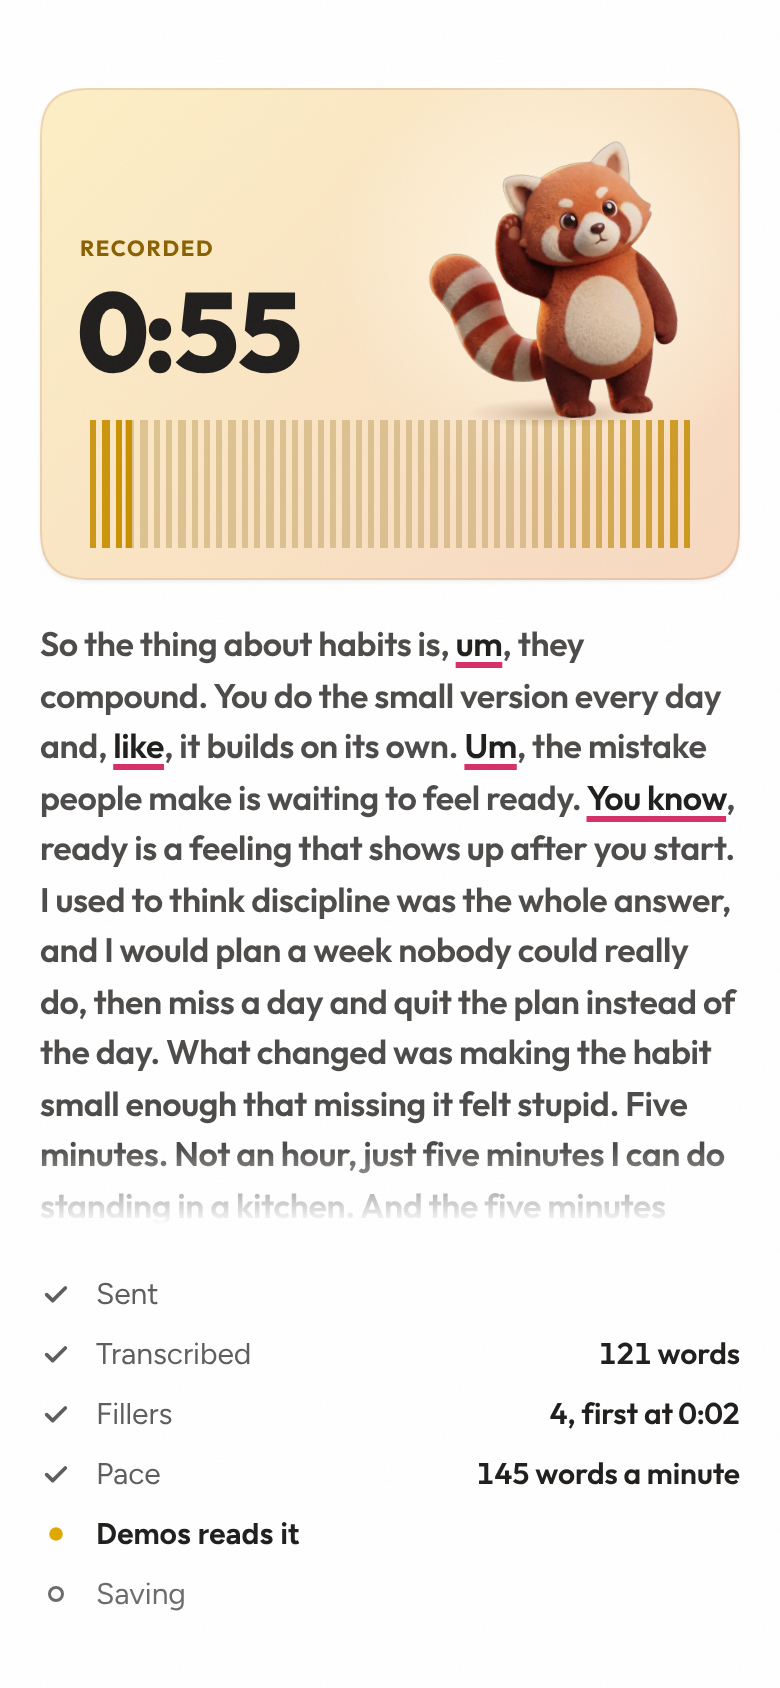 RECORDED
0:55
So the thing about habits is, um, they
compound. You do the small version every day
and, like, it builds on its own. Um, the mistake
people make is waiting to feel ready. You know,
ready is a feeling that shows up after you start.
I used to think discipline was the whole answer,
and I would plan a week nobody could really
do, then miss a day and quit the plan instead of
the day. What changed was making the habit
small enough that missing it felt stupid. Five
minutes. Not an hour, just five minutes I can do
standing in a kitchen. And the five minutes
Sent
Transcribed 121 words
Fillers 4, first at 0:02
Pace 145 words a minute
Demos reads it
Saving